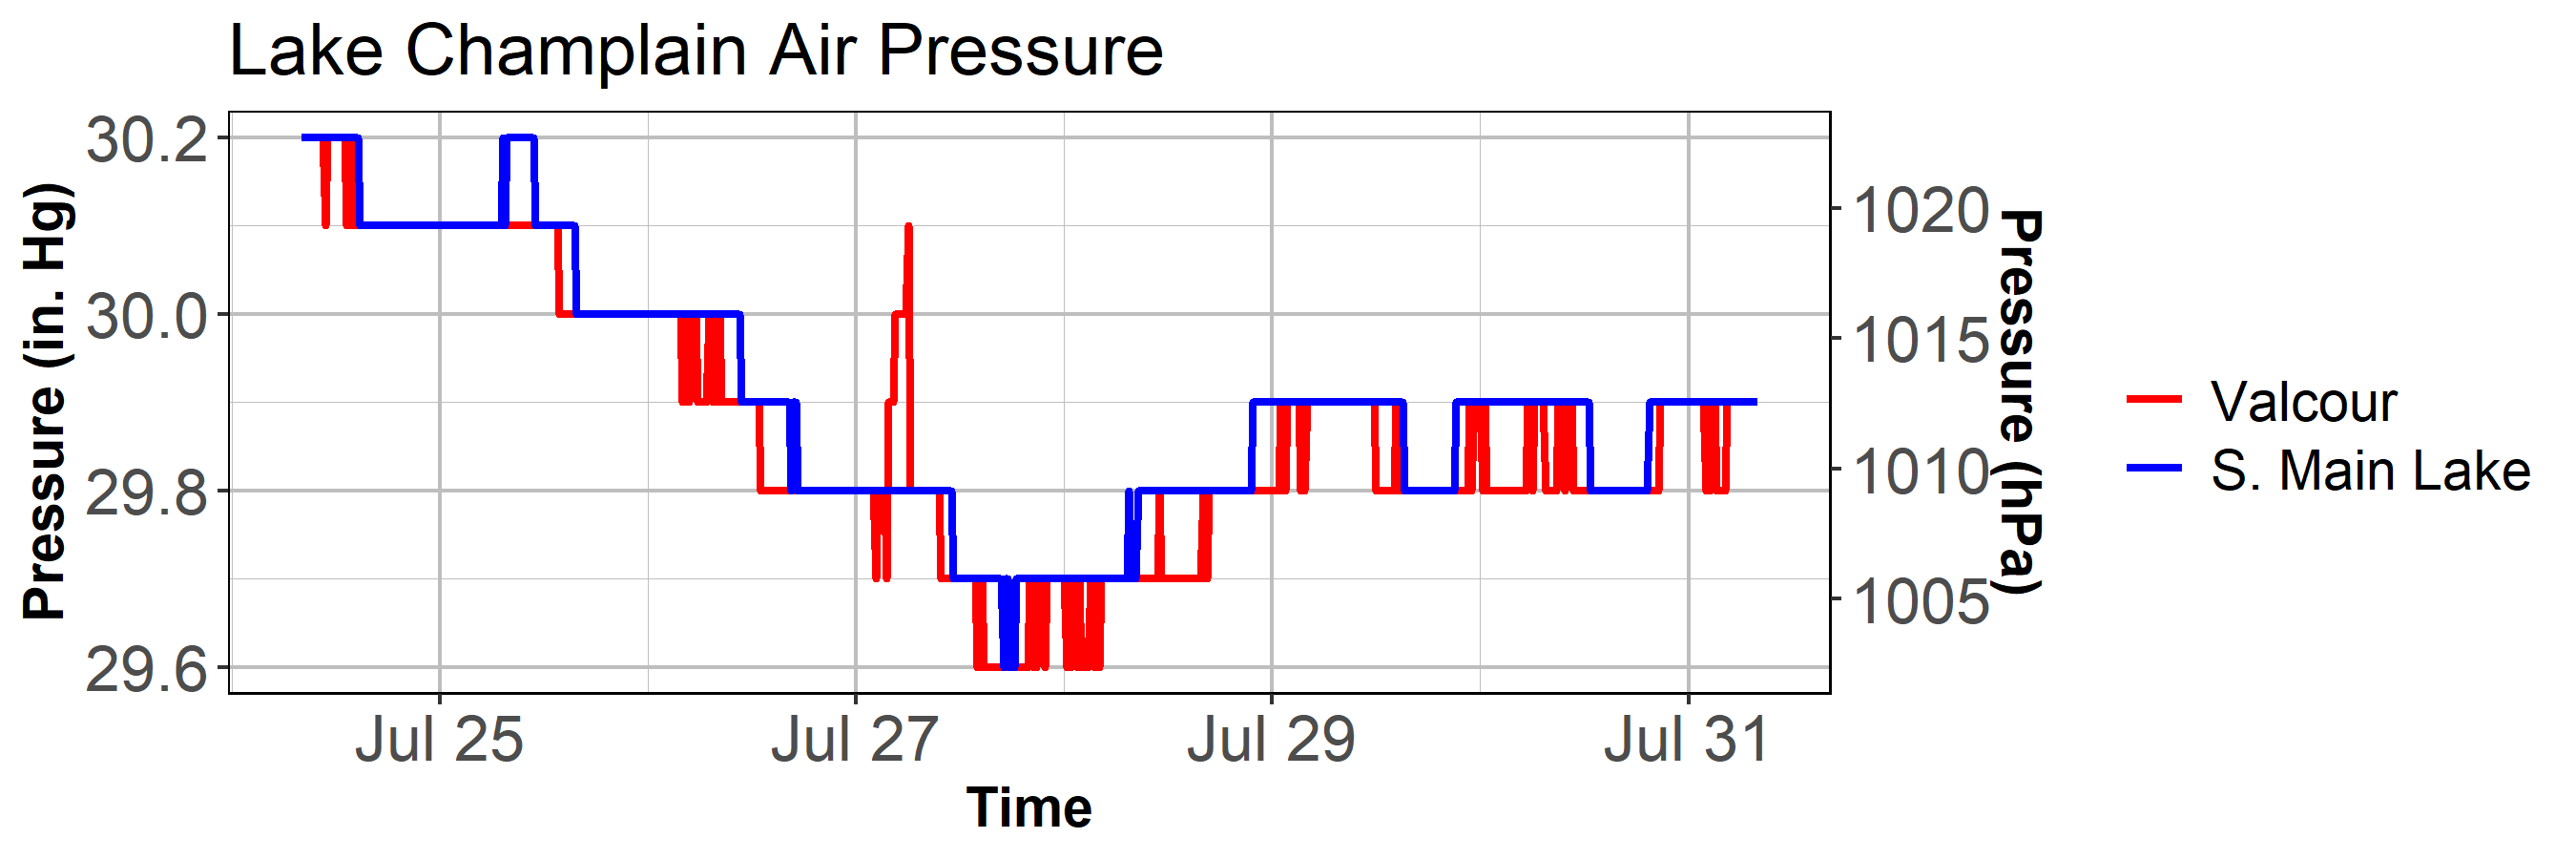 Lake Champlain Air Pressure
Pressure (in. Hg)
30.2
30.0
29.8
29.6
1020
1015
1010
1005
Pressure (hPa)
Jul 25
Jul 27
Jul 29
Jul 31
Time
Valcour
S. Main Lake